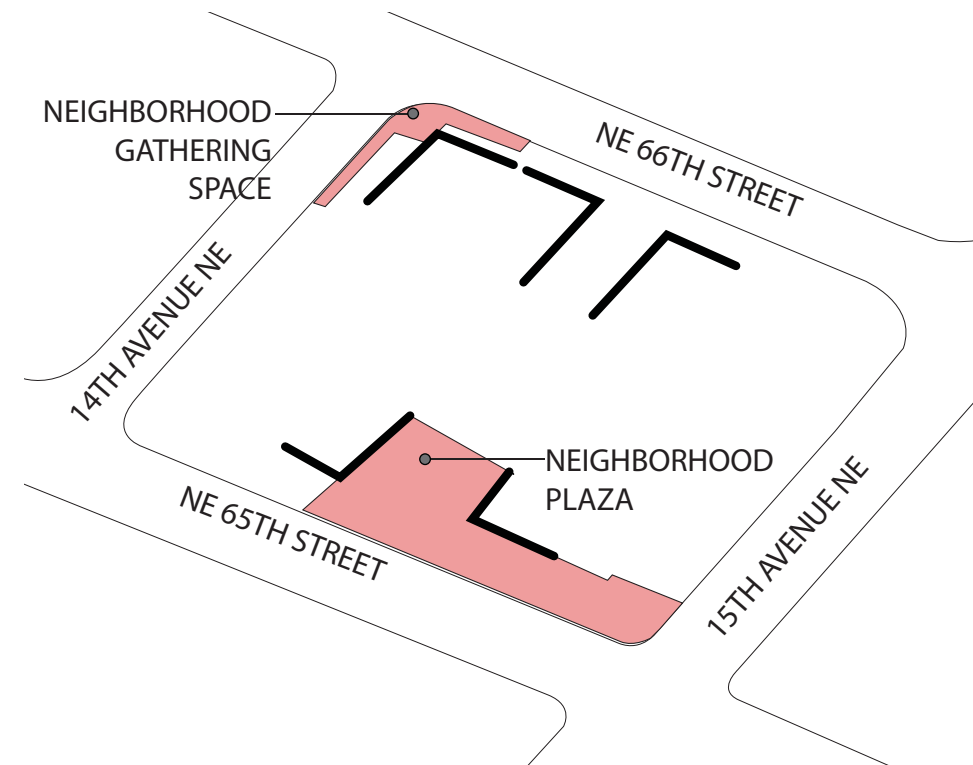 NEIGHBORHOOD
GATHERING
SPACE
NE 66TH STREET
14TH AVENUE NE
NEIGHBORHOOD
PLAZA
NE 65TH STREET
15TH AVENUE NE